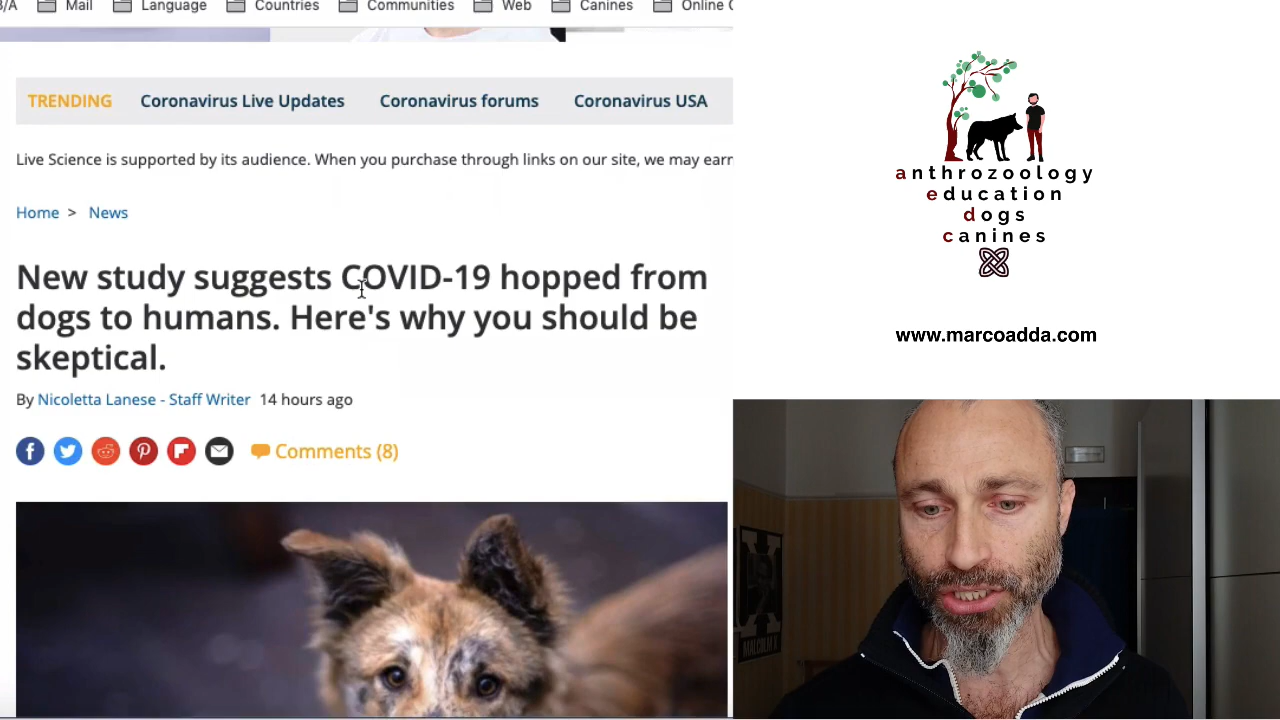 B/A Mail Language Countries Communities Web Canines Online
TRENDING Coronavirus Live Updates Coronavirus forums Coronavirus USA
Live Science is supported by its audience. When you purchase through links on our site, we may earn
Home > News
New study suggests COVID-19 hopped from
dogs to humans. Here's why you should be
skeptical.
By Nicoletta Lanese - Staff Writer 14 hours ago
Comments (8)
anthrozoology
education
dogs
canines
www.marcoadda.com
MALCOLM X